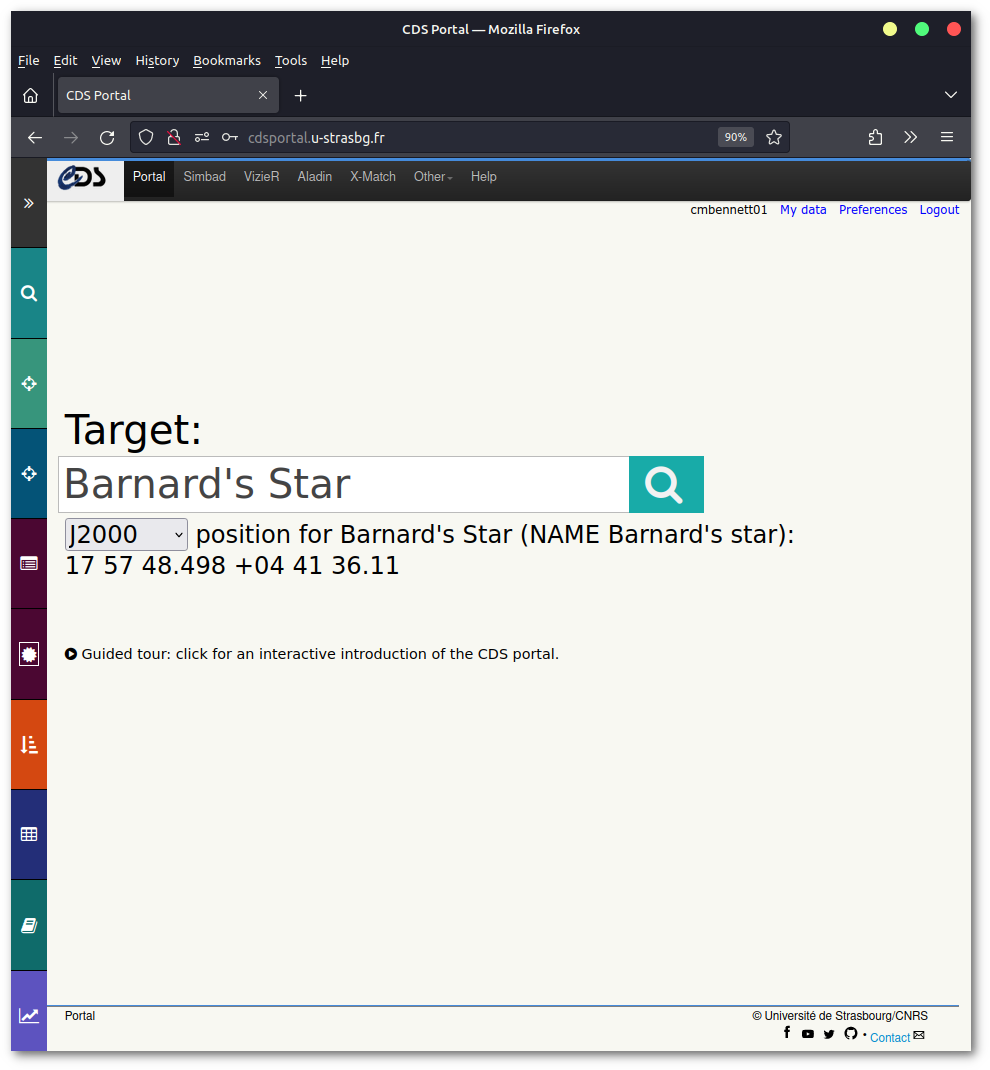 CDS Portal — Mozilla Firefox
File Edit View History Bookmarks Tools Help
CDS Portal
cdsportal.u-strasbg.fr 90%
CDS Portal Simbad VizieR Aladin X-Match Other Help
cmbennett01 My data Preferences Logout
Target:
Barnard's Star
J2000 position for Barnard's Star (NAME Barnard's star):
17 57 48.498 +04 41 36.11
Guided tour: click for an interactive introduction of the CDS portal.
Portal © Université de Strasbourg/CNRS
• Contact